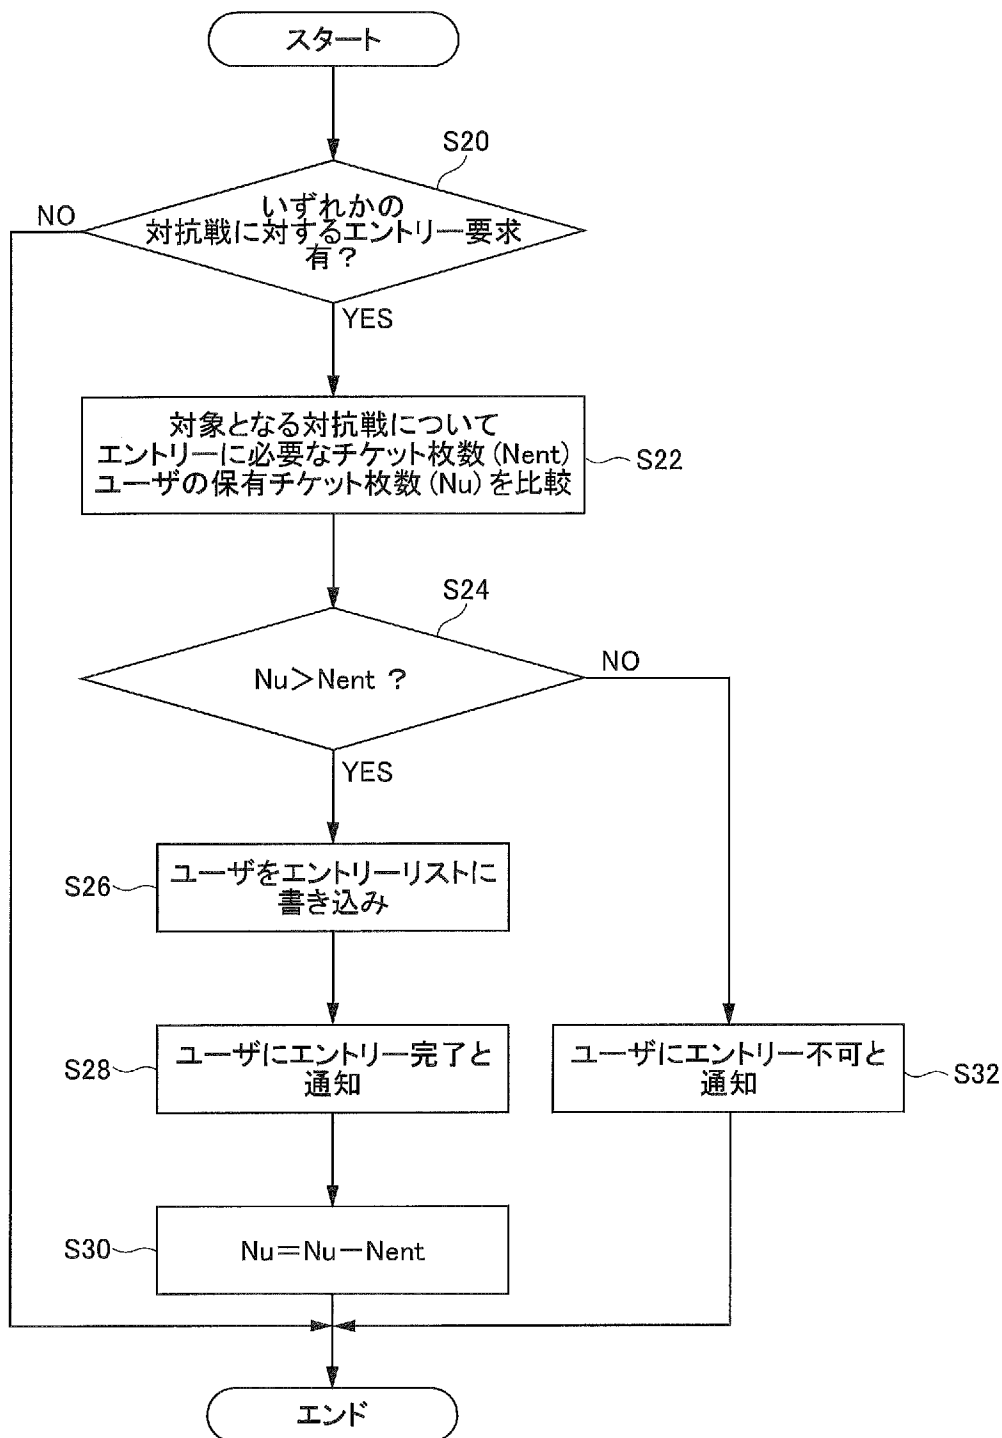 スタート
S20
いずれかの
対抗戦に対するエントリー要求
有？
NO
YES
対象となる対抗戦について
エントリーに必要なチケット枚数(Nent)
ユーザの保有チケット枚数(Nu)を比較
S22
S24
Nu＞Nent ？
NO
YES
S26
ユーザをエントリーリストに
書き込み
S28
ユーザにエントリー完了と
通知
ユーザにエントリー不可と
通知
S32
S30
Nu＝Nu－Nent
エンド